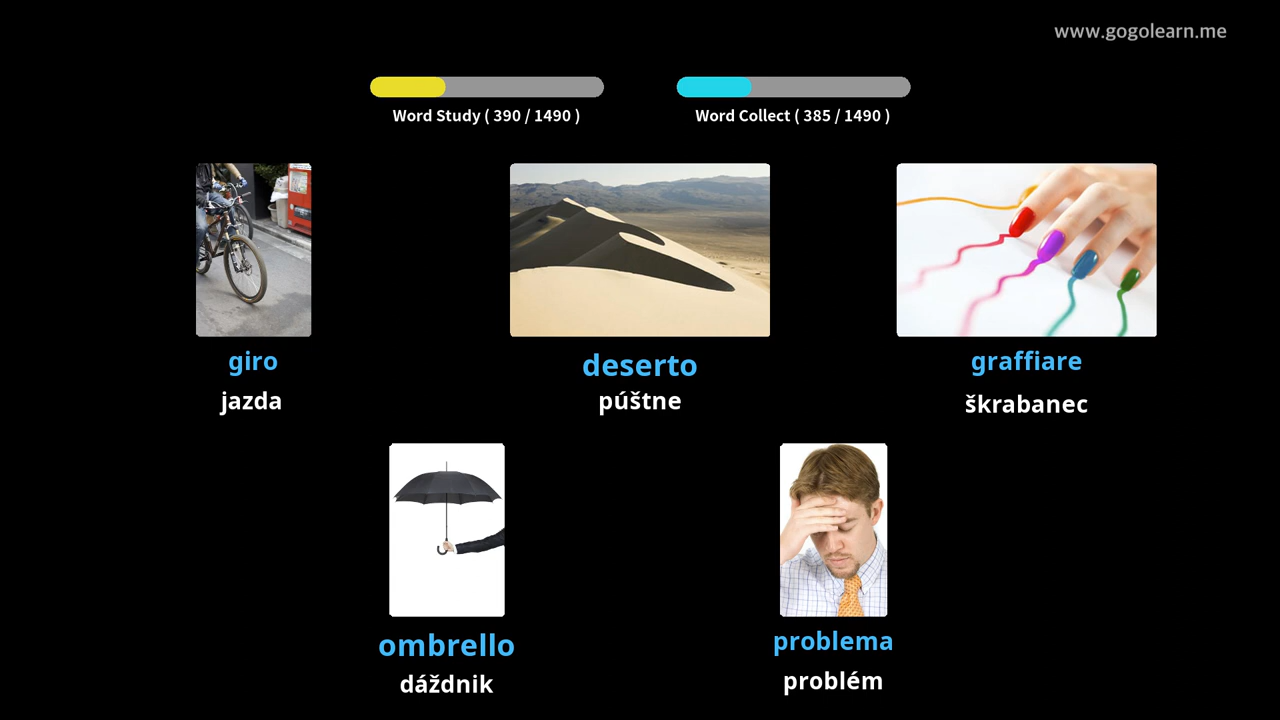 www.gogolearn.me
Word Study ( 390 / 1490 )
Word Collect ( 385 / 1490 )
giro
jazda
deserto
púštne
graffiare
škrabanec
ombrello
dáždnik
problema
problém